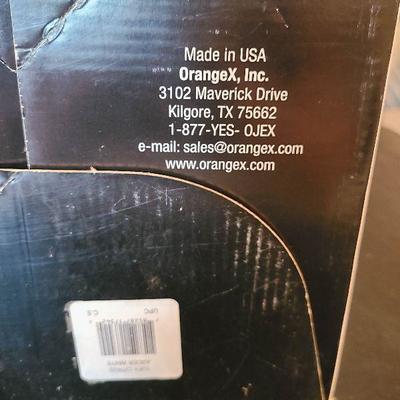 Made in USA
OrangeX, Inc.
3102 Maverick Drive
Kilgore, TX 75662
1-877-YES- OJEX
e-mail: sales@orangex.com
www.orangex.com
UPC